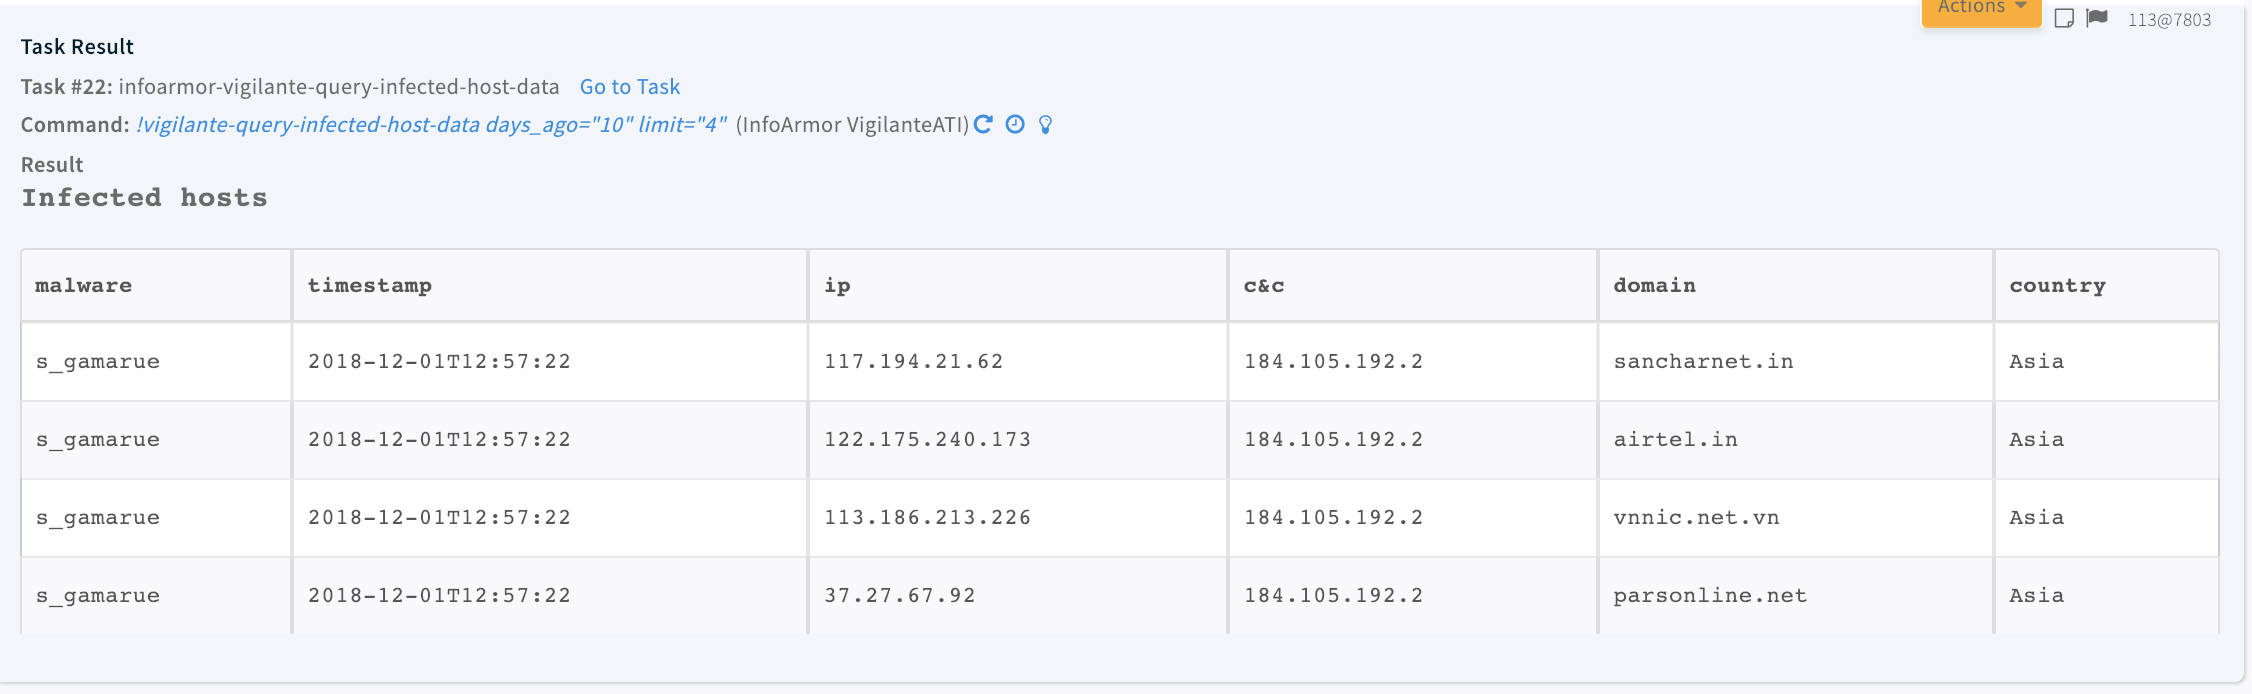 Actions
113@7803
Task Result
Task #22: infoarmor-vigilante-query-infected-host-data Go to Task
Command: !vigilante-query-infected-host-data days_ago="10" limit="4" (InfoArmor VigilanteATI)
Result
Infected hosts
malware timestamp ip c&c domain country
s_gamarue 2018-12-01T12:57:22 117.194.21.62 184.105.192.2 sancharnet.in Asia
s_gamarue 2018-12-01T12:57:22 122.175.240.173 184.105.192.2 airtel.in Asia
s_gamarue 2018-12-01T12:57:22 113.186.213.226 184.105.192.2 vnnic.net.vn Asia
s_gamarue 2018-12-01T12:57:22 37.27.67.92 184.105.192.2 parsonline.net Asia